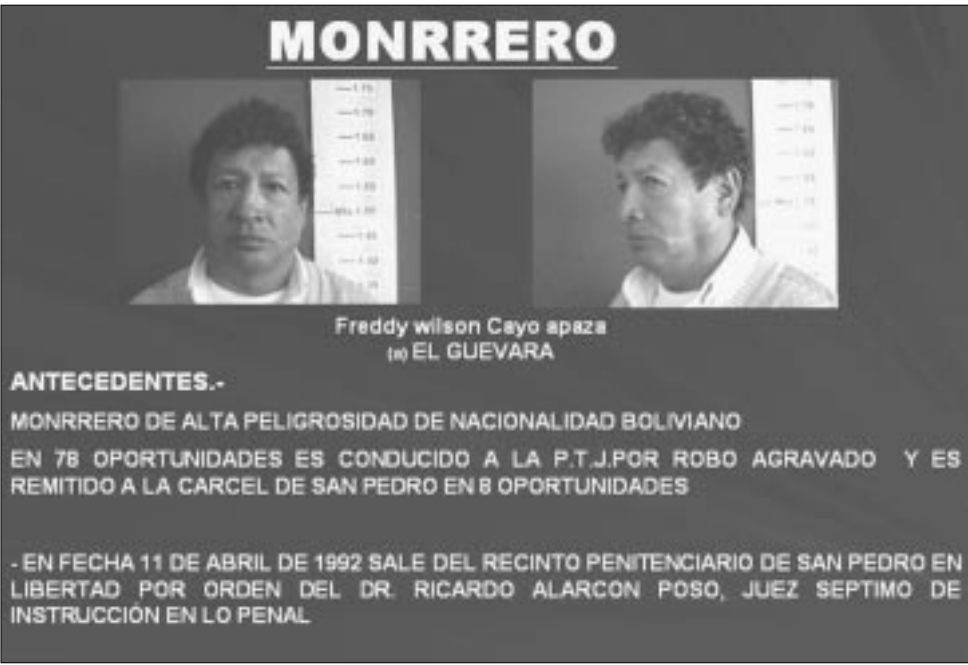 MONRRERO
Freddy wilson Cayo apaza
(a) EL GUEVARA
ANTECEDENTES.-
MONRRERO DE ALTA PELIGROSIDAD DE NACIONALIDAD BOLIVIANO
EN 78 OPORTUNIDADES ES CONDUCIDO A LA P.T.J.POR ROBO AGRAVADO Y ES
REMITIDO A LA CARCEL DE SAN PEDRO EN 8 OPORTUNIDADES
- EN FECHA 11 DE ABRIL DE 1992 SALE DEL RECINTO PENITENCIARIO DE SAN PEDRO EN
LIBERTAD POR ORDEN DEL DR. RICARDO ALARCON POSO, JUEZ SEPTIMO DE
INSTRUCCIÓN EN LO PENAL